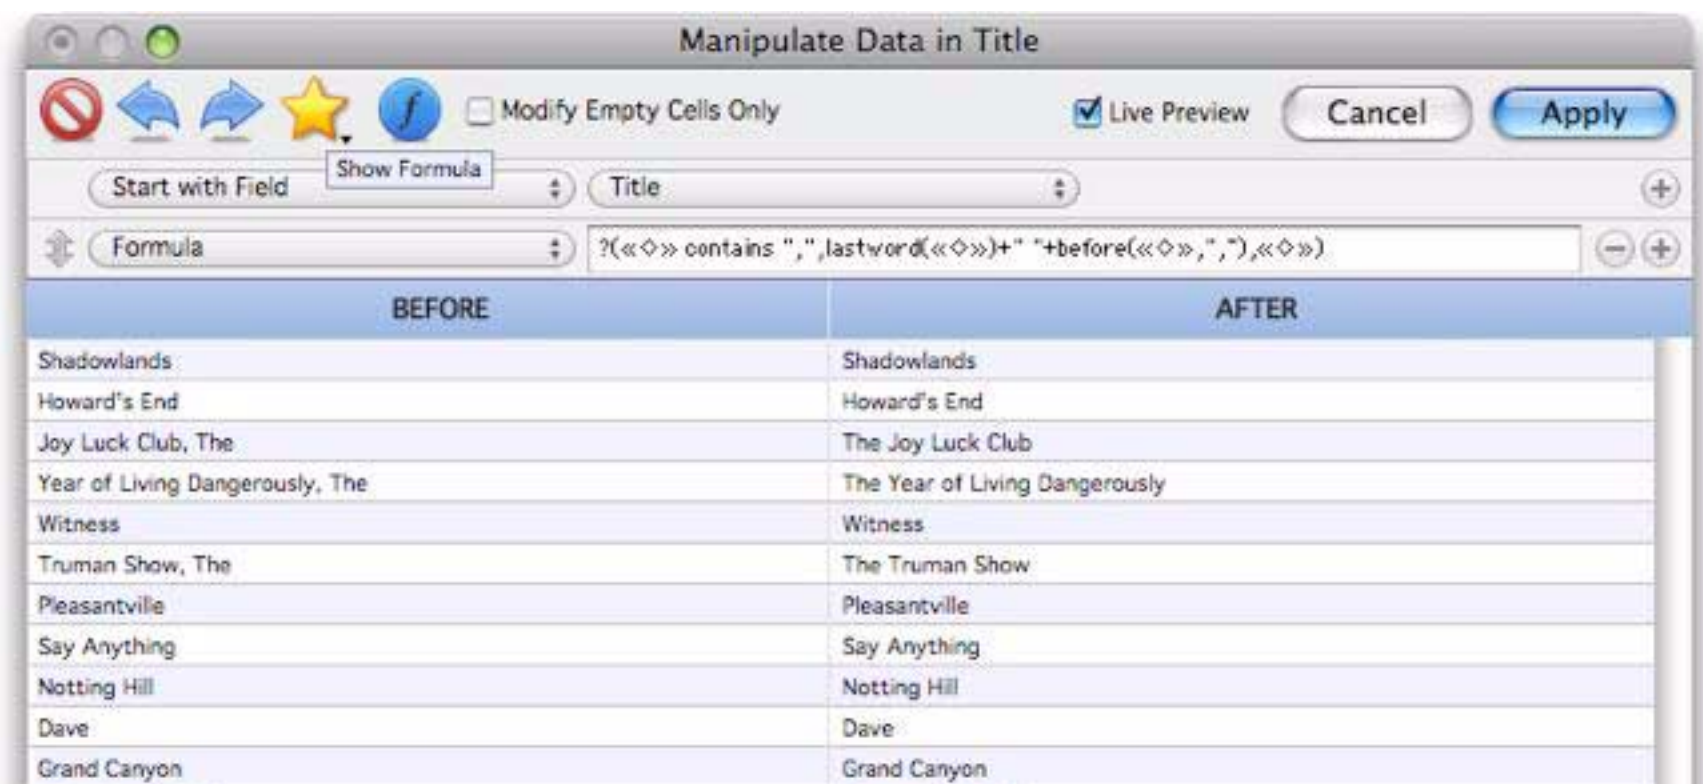 Manipulate Data in Title
f Modify Empty Cells Only Live Preview Cancel Apply
Show Formula
Start with Field Title
Formula ?(«◇» contains ",",lastword(«◇»)+" "+before(«◇»,","),«◇»)
BEFORE AFTER
Shadowlands Shadowlands
Howard's End Howard's End
Joy Luck Club, The The Joy Luck Club
Year of Living Dangerously, The The Year of Living Dangerously
Witness Witness
Truman Show, The The Truman Show
Pleasantville Pleasantville
Say Anything Say Anything
Notting Hill Notting Hill
Dave Dave
Grand Canyon Grand Canyon